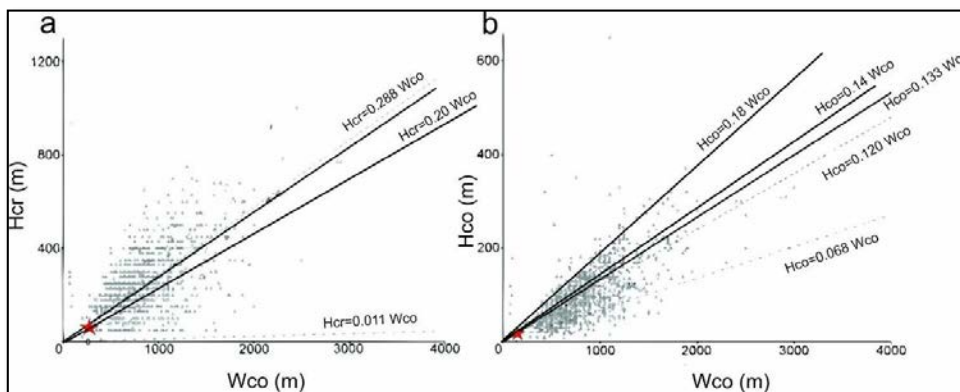 a
1200
800
400
Hcr (m)
Hcr=0.288 Wco
Hcr=0.20 Wco
Hcr=0.011 Wco
0
1000
2000
3000
4000
Wco (m)
b
600
400
200
Hco (m)
Hco=0.18 Wco
Hco=0.14 Wco
Hco=0.133 Wco
Hco=0.120 Wco
Hco=0.068 Wco
0
1000
2000
3000
4000
Wco (m)